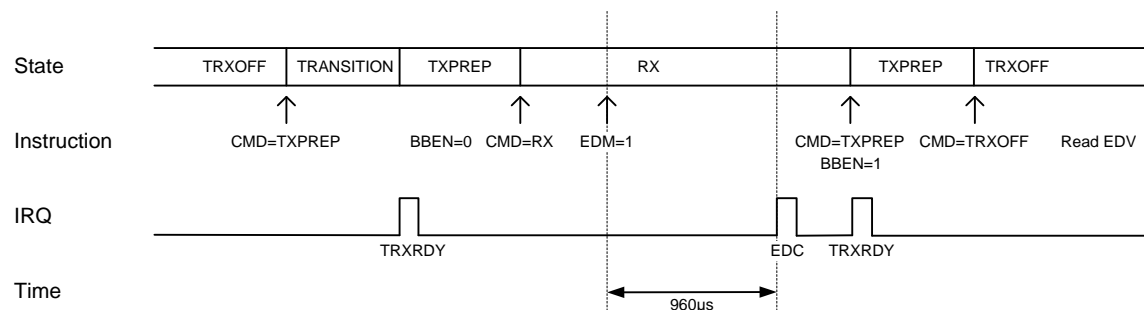 State
TRXOFF TRANSITION TXPREP RX TXPREP TRXOFF
Instruction
CMD=TXPREP BBEN=0 CMD=RX EDM=1 CMD=TXPREP CMD=TRXOFF Read EDV
BBEN=1
IRQ
TRXRDY EDC TRXRDY
Time
960µs